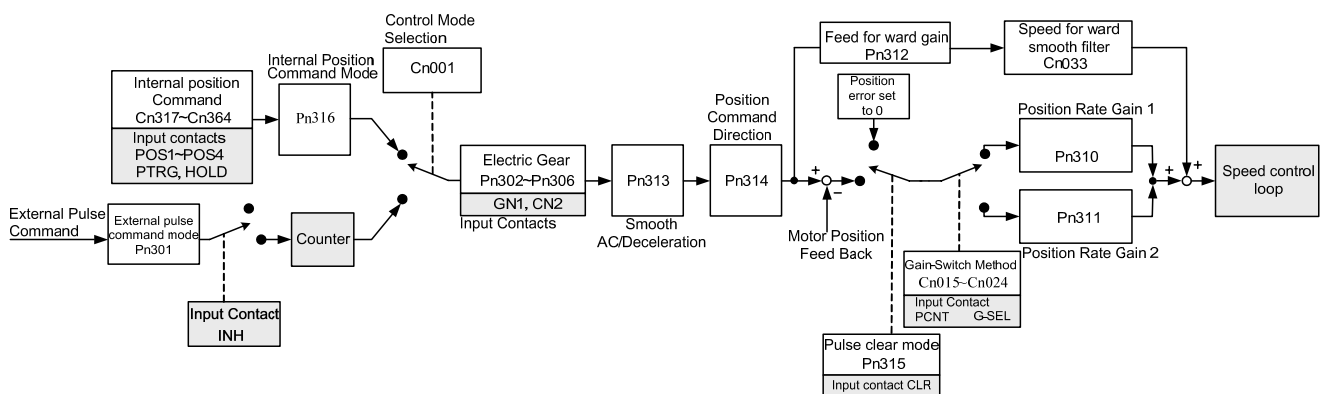 Control Mode
Selection
Cn001
Internal Position
Command Mode
Pn316
Internal position
Command
Cn317~Cn364
Input contacts
POS1~POS4
PTRG, HOLD
External Pulse
Command
External pulse
command mode
Pn301
Counter
Input Contact
INH
Electric Gear
Pn302~Pn306
GN1, CN2
Input Contacts
Pn313
Smooth
AC/Deceleration
Position
Command
Direction
Pn314
Feed for ward gain
Pn312
Speed for ward
smooth filter
Cn033
Position
error set
to 0
+
−
Motor Position
Feed Back
Position Rate Gain 1
Pn310
Pn311
Position Rate Gain 2
+
+
Speed control
loop
Gain-Switch Method
Cn015~Cn024
Input Contact
PCNT G-SEL
Pulse clear mode
Pn315
Input contact CLR